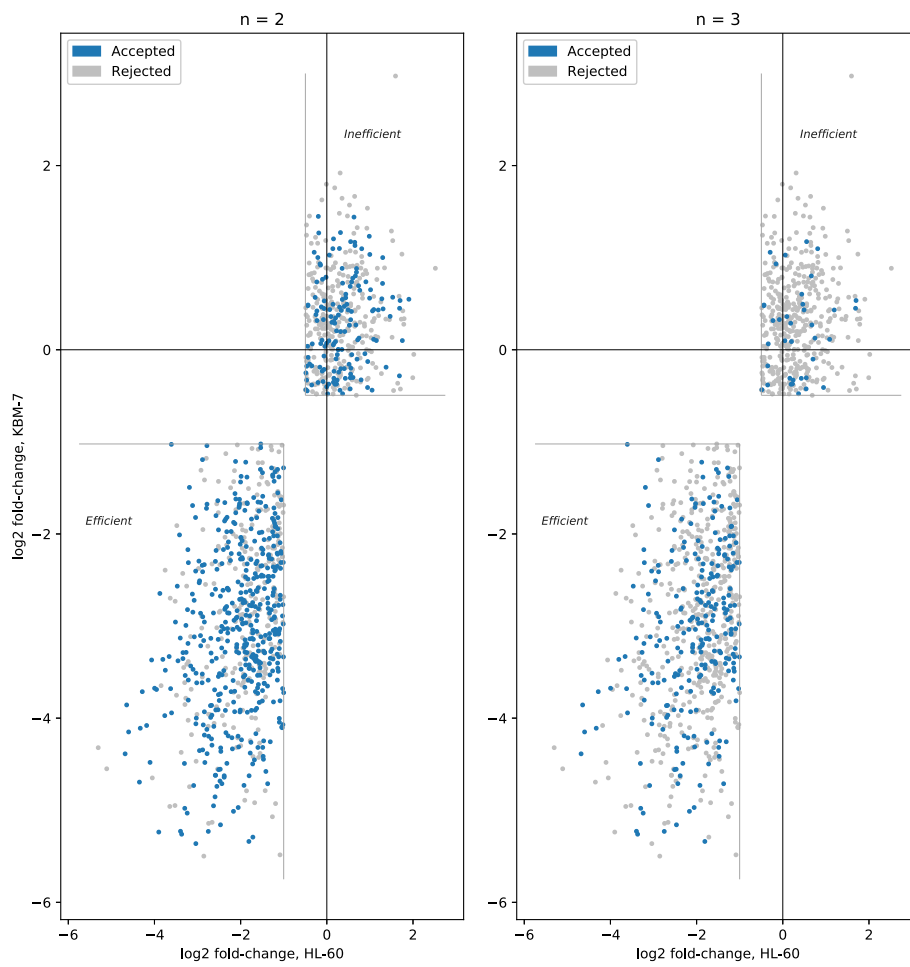 n = 2
Accepted
Rejected
Inefficient
Efficient
2
0
−2
−4
−6
log2 fold-change, KBM-7
−6
−4
−2
0
2
log2 fold-change, HL-60
n = 3
Accepted
Rejected
Inefficient
Efficient
2
0
−2
−4
−6
−6
−4
−2
0
2
log2 fold-change, HL-60